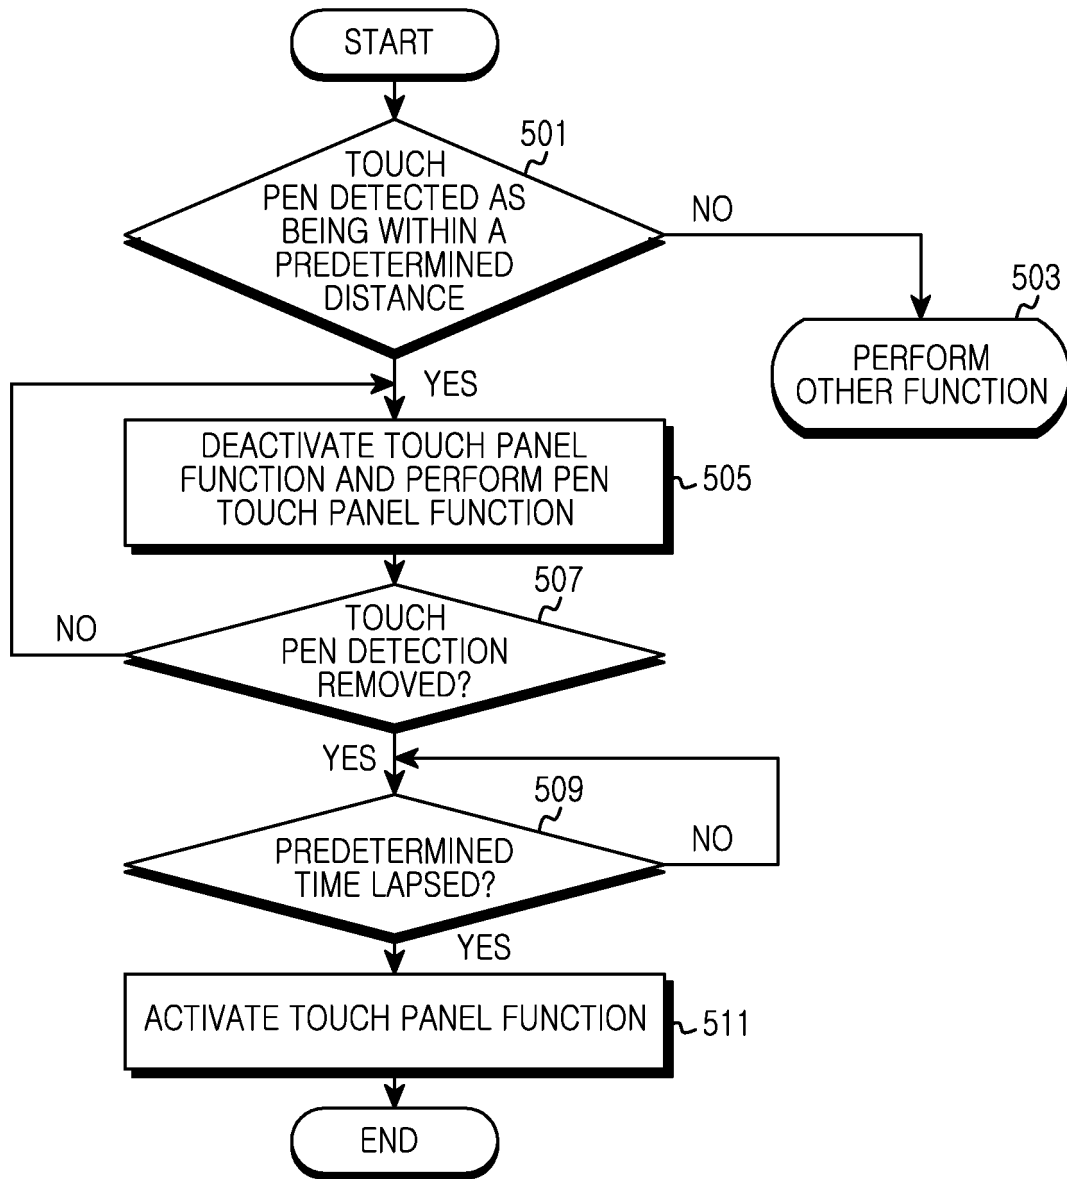 START
501
TOUCH
PEN DETECTED AS
BEING WITHIN A
PREDETERMINED
DISTANCE
NO
503
PERFORM
OTHER FUNCTION
YES
DEACTIVATE TOUCH PANEL
FUNCTION AND PERFORM PEN
TOUCH PANEL FUNCTION
505
507
TOUCH
PEN DETECTION
REMOVED?
NO
YES
509
PREDETERMINED
TIME LAPSED?
NO
YES
ACTIVATE TOUCH PANEL FUNCTION
511
END